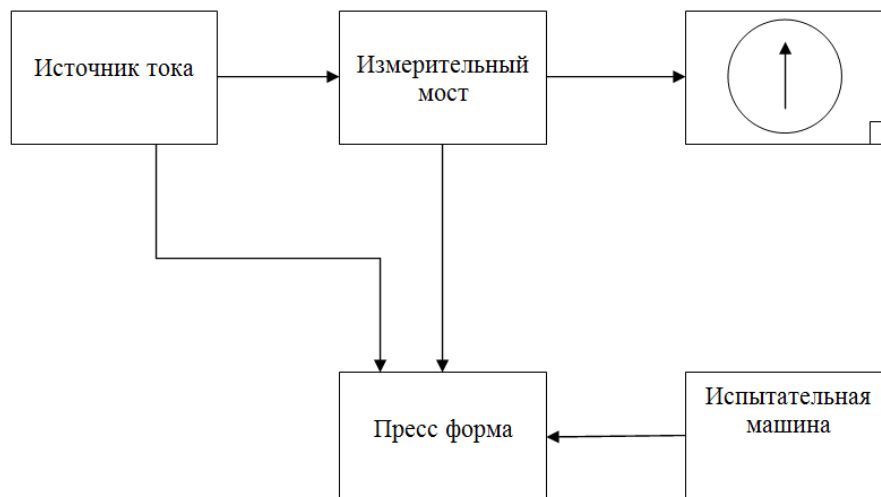 Источник тока
Измерительный
мост
Пресс форма
Испытательная
машина